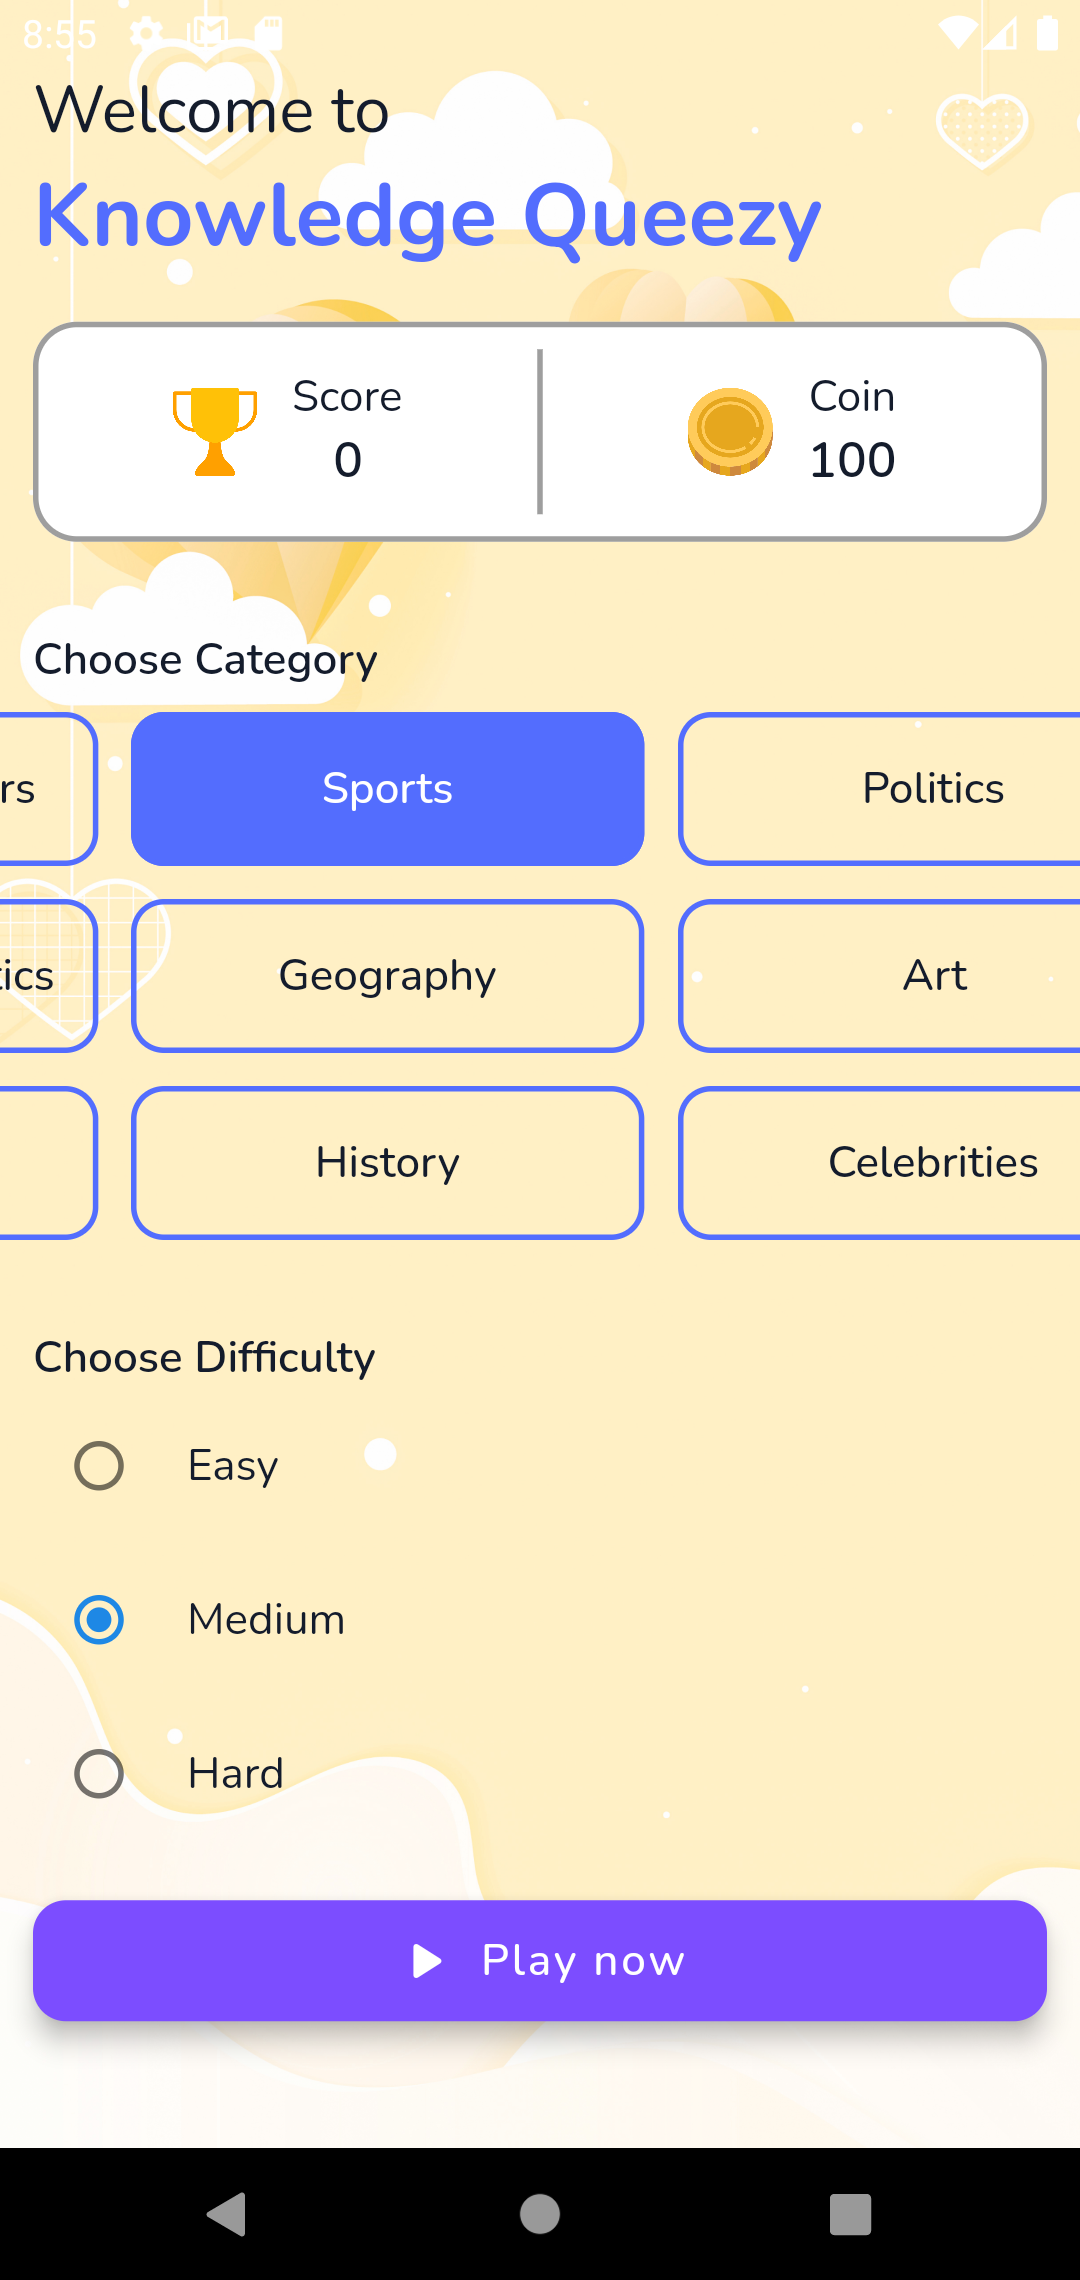 8:55
Welcome to
Knowledge Queezy
Score
0
Coin
100
Choose Category
rs
Sports
Politics
tics
Geography
Art
History
Celebrities
Choose Difficulty
Easy
Medium
Hard
Play now